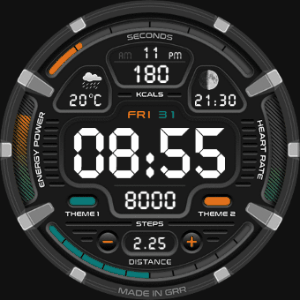 SECONDS
AM 11 PM
180
KCALS
20°C
21:30
FRI 31
08:55
ENERGY POWER
HEART RATE
8000
THEME 1
THEME 2
STEPS
- 2.25 +
DISTANCE
MADE IN GRR